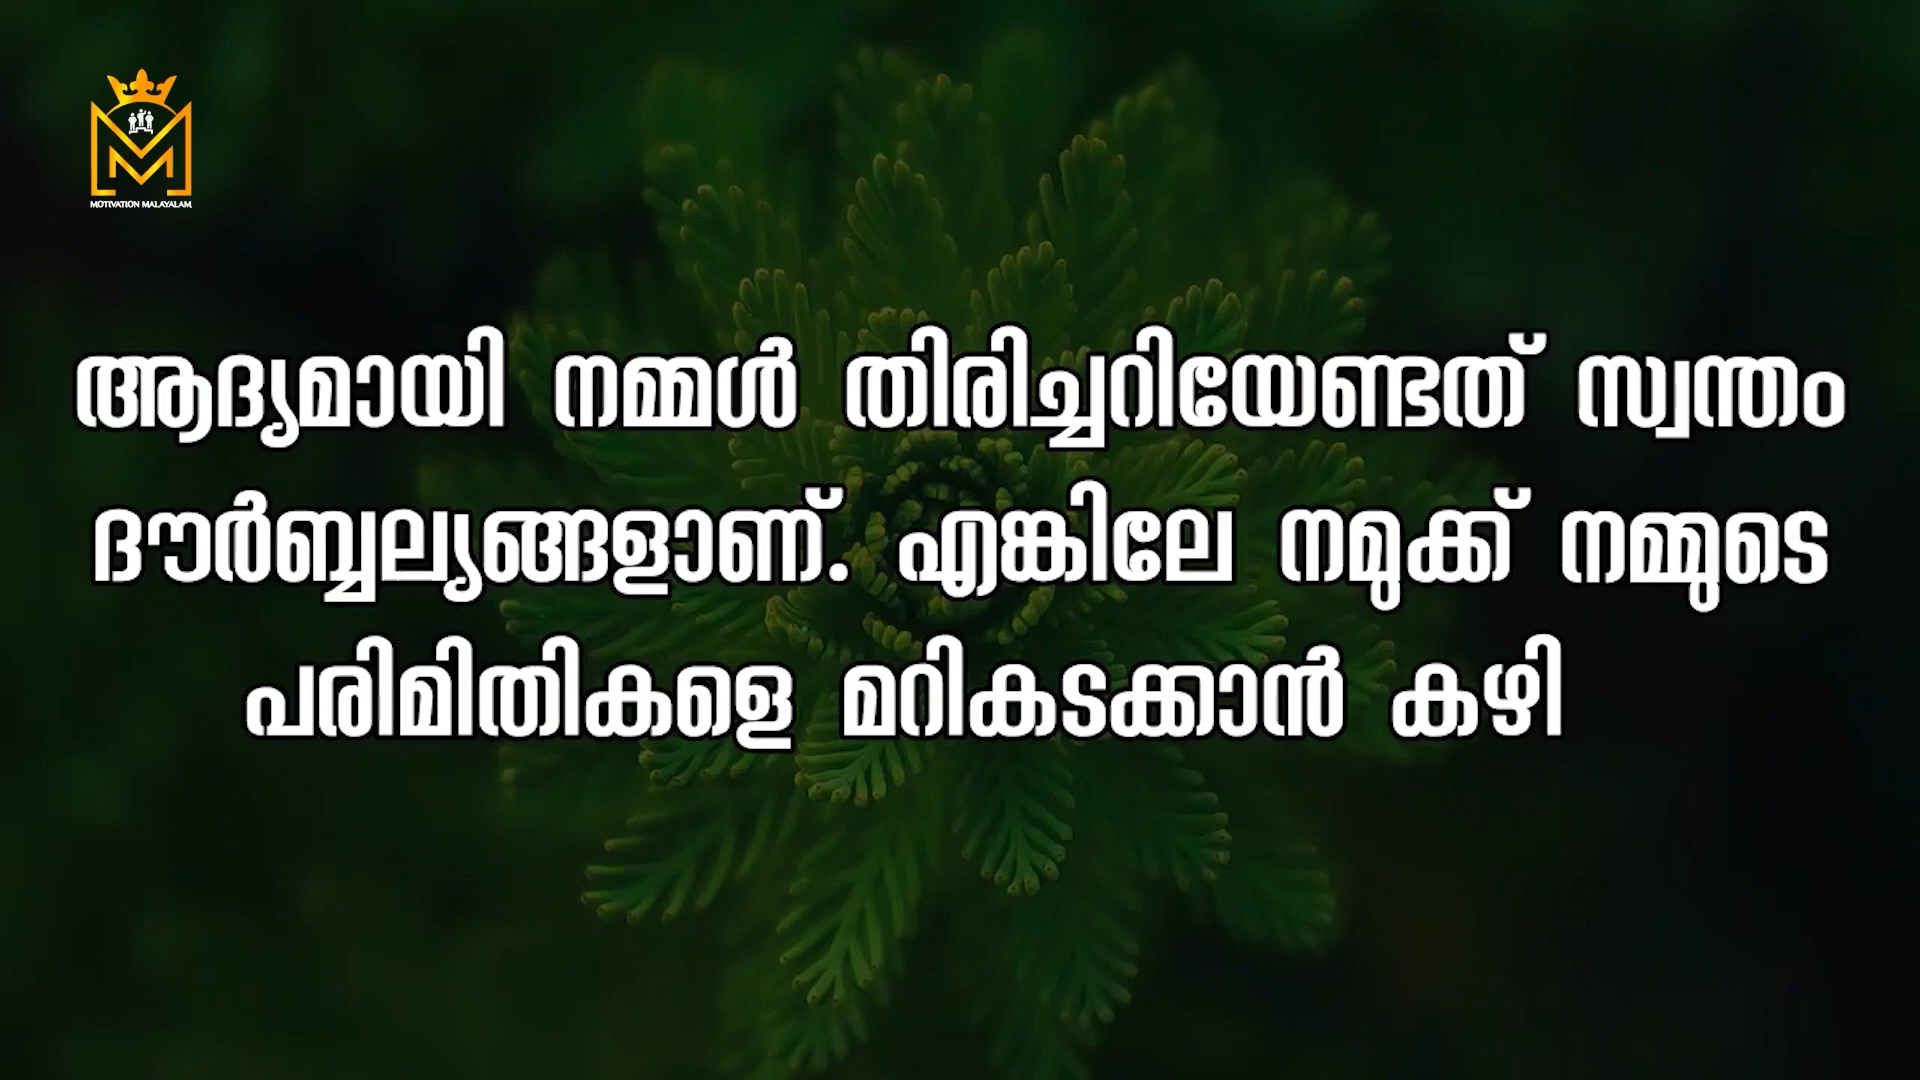 MOTIVATION MALAYALAM
ആദ്യമായി നമ്മൾ തിരിച്ചറിയേണ്ടത് സ്വന്തം
ദൗർബ്ബല്യങ്ങളാണ്. എങ്കിലേ നമുക്ക് നമ്മുടെ
പരിമിതികളെ മറികടക്കാൻ കഴി